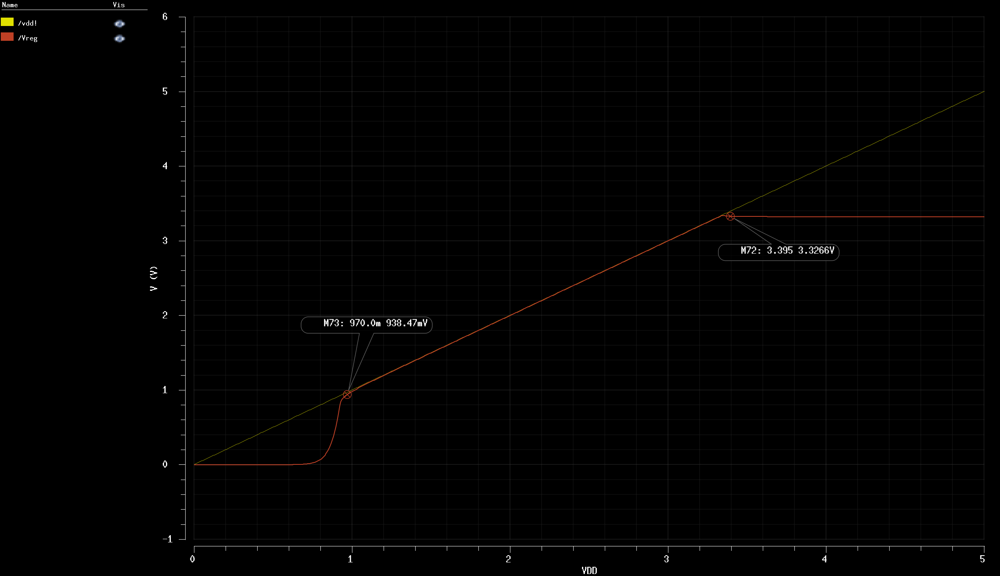 Name Vis
/vdd!
/Vreg
6
5
4
3
2
1
0
-1
V (V)
M72: 3.395 3.3266V
M73: 970.0m 938.47mV
0 1 2 3 4 5
VDD